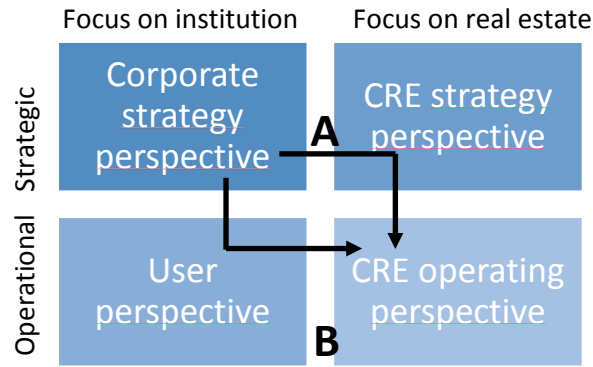 Focus on institution
Focus on real estate
Strategic
Corporate
strategy
perspective
A
CRE strategy
perspective
Operational
User
perspective
B
CRE operating
perspective